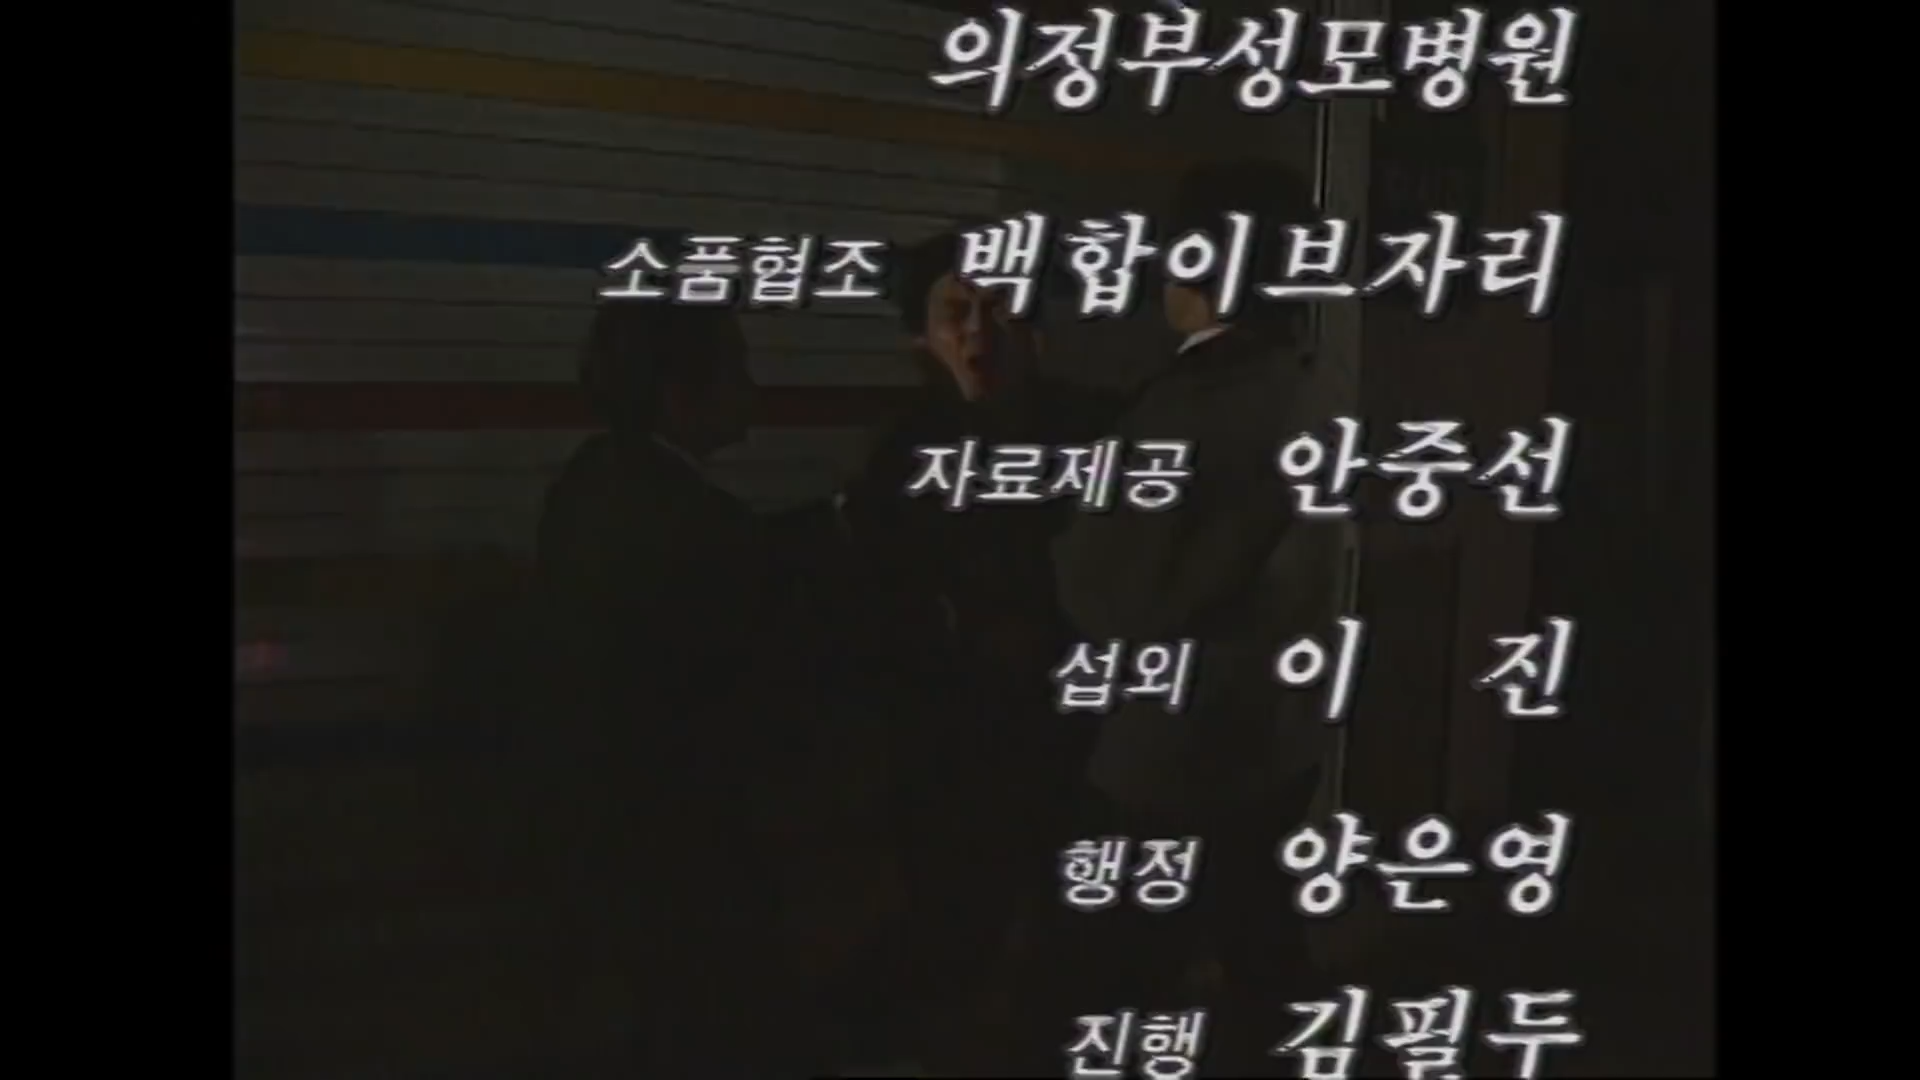 의정부성모병원
소품협조 백합이브자리
자료제공 안중선
섭외 이 진
행정 양은영
진행 김필두